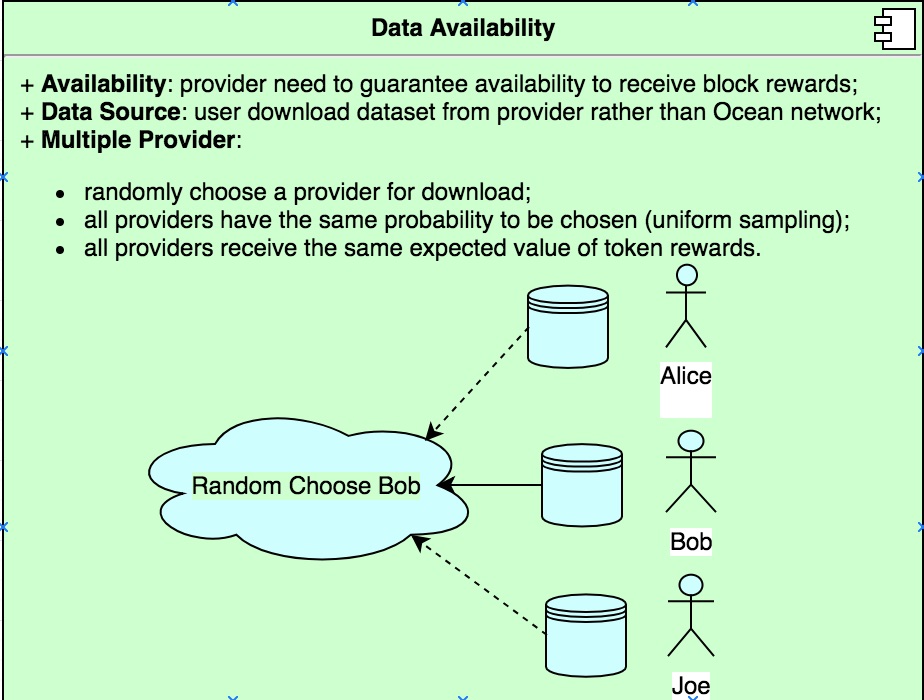 Data Availability
+ Availability: provider need to guarantee availability to receive block rewards;
+ Data Source: user download dataset from provider rather than Ocean network;
+ Multiple Provider:
• randomly choose a provider for download;
• all providers have the same probability to be chosen (uniform sampling);
• all providers receive the same expected value of token rewards.
Alice
Random Choose Bob
Bob
Joe